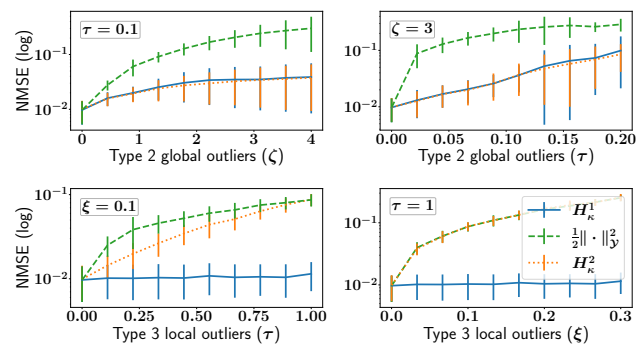 NMSE (log)
10⁻¹
10⁻²
τ = 0.1
0 1 2 3 4
Type 2 global outliers (ζ)
10⁻¹
10⁻²
ζ = 3
0.00 0.05 0.10 0.15 0.20
Type 2 global outliers (τ)
NMSE (log)
10⁻¹
10⁻²
ξ = 0.1
0.00 0.25 0.50 0.75 1.00
Type 3 local outliers (τ)
10⁻¹
10⁻²
τ = 1
H¹_κ
½‖ · ‖²_𝒴
H²_κ
0.0 0.1 0.2 0.3
Type 3 local outliers (ξ)